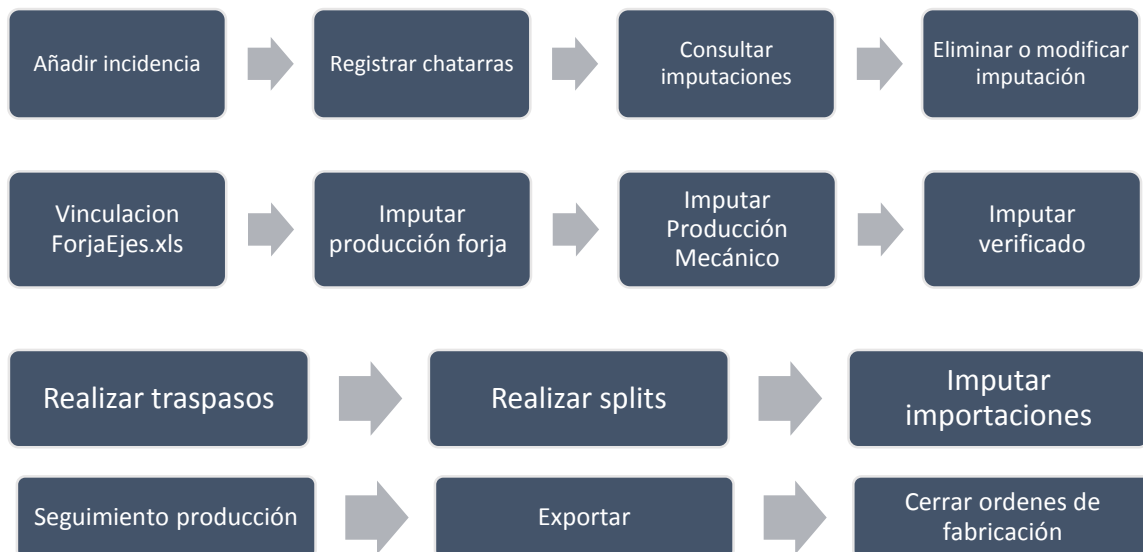 Añadir incidencia
Registrar chatarras
Consultar
imputaciones
Eliminar o modificar
imputación
Vinculacion
ForjaEjes.xls
Imputar
producción forja
Imputar
Producción
Mecánico
Imputar
verificado
Realizar traspasos
Realizar splits
Imputar
importaciones
Seguimiento producción
Exportar
Cerrar ordenes de
fabricación